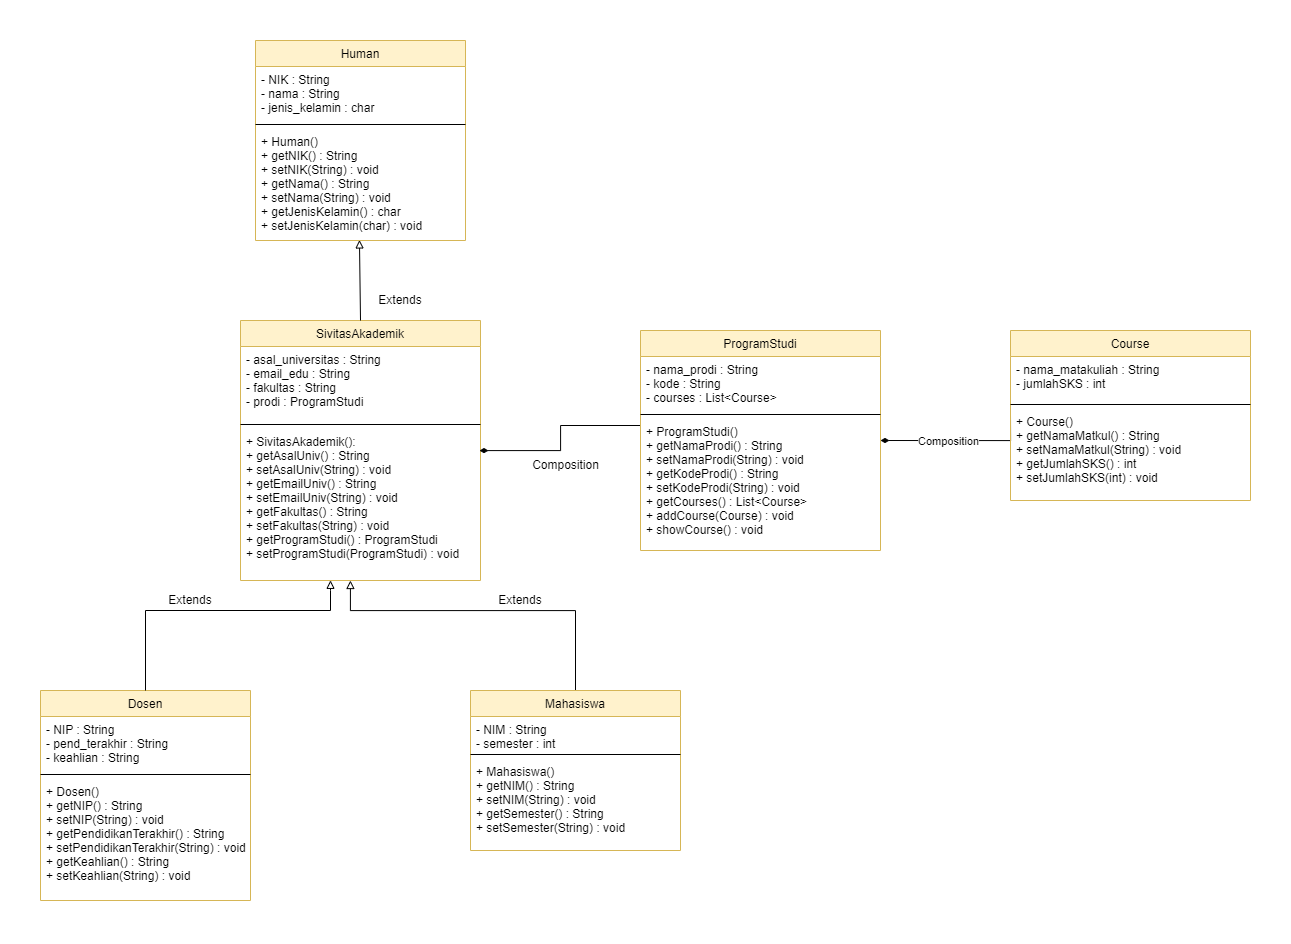 Human
- NIK : String
- nama : String
- jenis_kelamin : char
+ Human()
+ getNIK() : String
+ setNIK(String) : void
+ getNama() : String
+ setNama(String) : void
+ getJenisKelamin() : char
+ setJenisKelamin(char) : void
Extends
SivitasAkademik
- asal_universitas : String
- email_edu : String
- fakultas : String
- prodi : ProgramStudi
+ SivitasAkademik():
+ getAsalUniv() : String
+ setAsalUniv(String) : void
+ getEmailUniv() : String
+ setEmailUniv(String) : void
+ getFakultas() : String
+ setFakultas(String) : void
+ getProgramStudi() : ProgramStudi
+ setProgramStudi(ProgramStudi) : void
Composition
ProgramStudi
- nama_prodi : String
- kode : String
- courses : List<Course>
+ ProgramStudi()
+ getNamaProdi() : String
+ setNamaProdi(String) : void
+ getKodeProdi() : String
+ setKodeProdi(String) : void
+ getCourses() : List<Course>
+ addCourse(Course) : void
+ showCourse() : void
Composition
Course
- nama_matakuliah : String
- jumlahSKS : int
+ Course()
+ getNamaMatkul() : String
+ setNamaMatkul(String) : void
+ getJumlahSKS() : int
+ setJumlahSKS(int) : void
Extends
Extends
Dosen
- NIP : String
- pend_terakhir : String
- keahlian : String
+ Dosen()
+ getNIP() : String
+ setNIP(String) : void
+ getPendidikanTerakhir() : String
+ setPendidikanTerakhir(String) : void
+ getKeahlian() : String
+ setKeahlian(String) : void
Mahasiswa
- NIM : String
- semester : int
+ Mahasiswa()
+ getNIM() : String
+ setNIM(String) : void
+ getSemester() : String
+ setSemester(String) : void